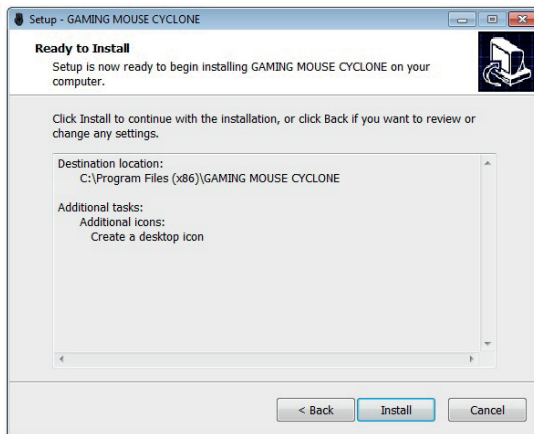 Setup - GAMING MOUSE CYCLONE
Ready to Install
Setup is now ready to begin installing GAMING MOUSE CYCLONE on your
computer.
Click Install to continue with the installation, or click Back if you want to review or
change any settings.
Destination location:
C:\Program Files (x86)\GAMING MOUSE CYCLONE
Additional tasks:
Additional icons:
Create a desktop icon
< Back
Install
Cancel